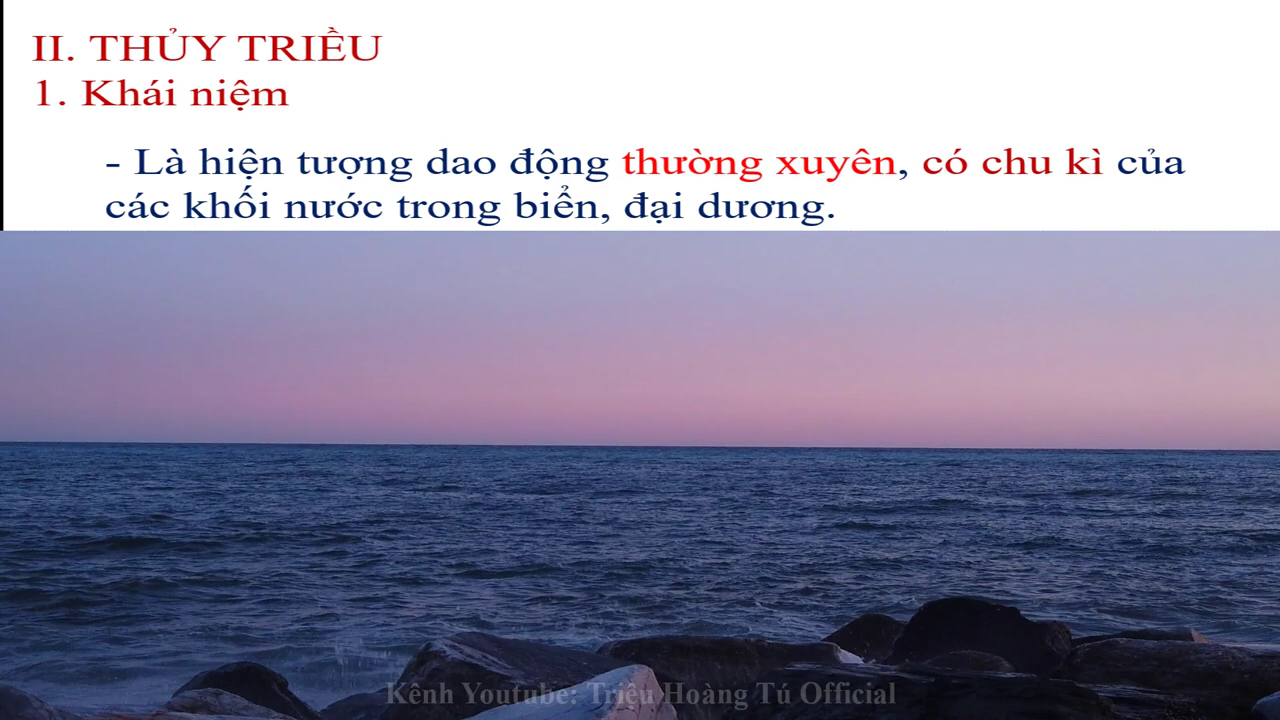 II. THỦY TRIỀU
1. Khái niệm
- Là hiện tượng dao động thường xuyên, có chu kì của
các khối nước trong biển, đại dương.
Kênh Youtube: Triệu Hoàng Tú Official